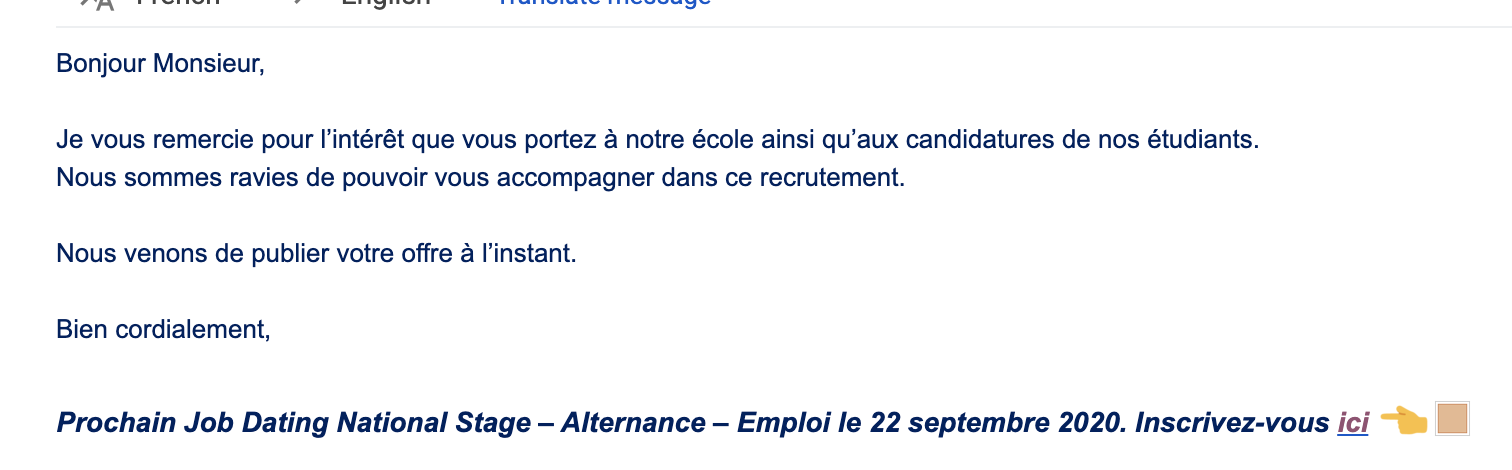 French > English Translate message
Bonjour Monsieur,
Je vous remercie pour l’intérêt que vous portez à notre école ainsi qu’aux candidatures de nos étudiants.
Nous sommes ravies de pouvoir vous accompagner dans ce recrutement.
Nous venons de publier votre offre à l’instant.
Bien cordialement,
Prochain Job Dating National Stage – Alternance – Emploi le 22 septembre 2020. Inscrivez-vous ici 👈